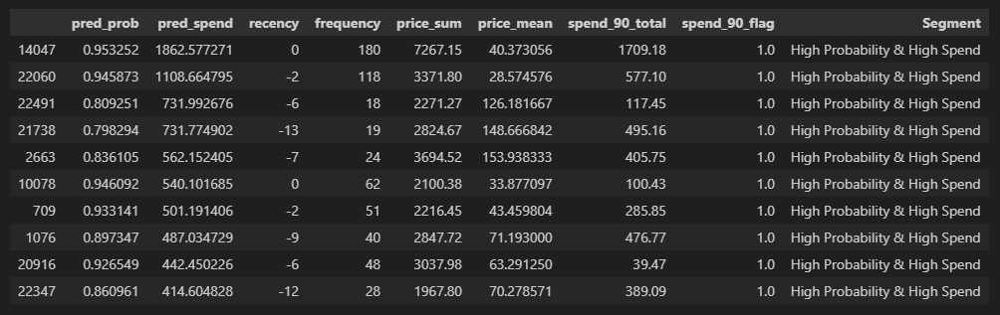 pred_prob pred_spend recency frequency price_sum price_mean spend_90_total spend_90_flag Segment
14047 0.953252 1862.577271 0 180 7267.15 40.373056 1709.18 1.0 High Probability & High Spend
22060 0.945873 1108.664795 -2 118 3371.80 28.574576 577.10 1.0 High Probability & High Spend
22491 0.809251 731.992676 -6 18 2271.27 126.181667 117.45 1.0 High Probability & High Spend
21738 0.798294 731.774902 -13 19 2824.67 148.666842 495.16 1.0 High Probability & High Spend
2663 0.836105 562.152405 -7 24 3694.52 153.938333 405.75 1.0 High Probability & High Spend
10078 0.946092 540.101685 0 62 2100.38 33.877097 100.43 1.0 High Probability & High Spend
709 0.933141 501.191406 -2 51 2216.45 43.459804 285.85 1.0 High Probability & High Spend
1076 0.897347 487.034729 -9 40 2847.72 71.193000 476.77 1.0 High Probability & High Spend
20916 0.926549 442.450226 -6 48 3037.98 63.291250 39.47 1.0 High Probability & High Spend
22347 0.860961 414.604828 -12 28 1967.80 70.278571 389.09 1.0 High Probability & High Spend